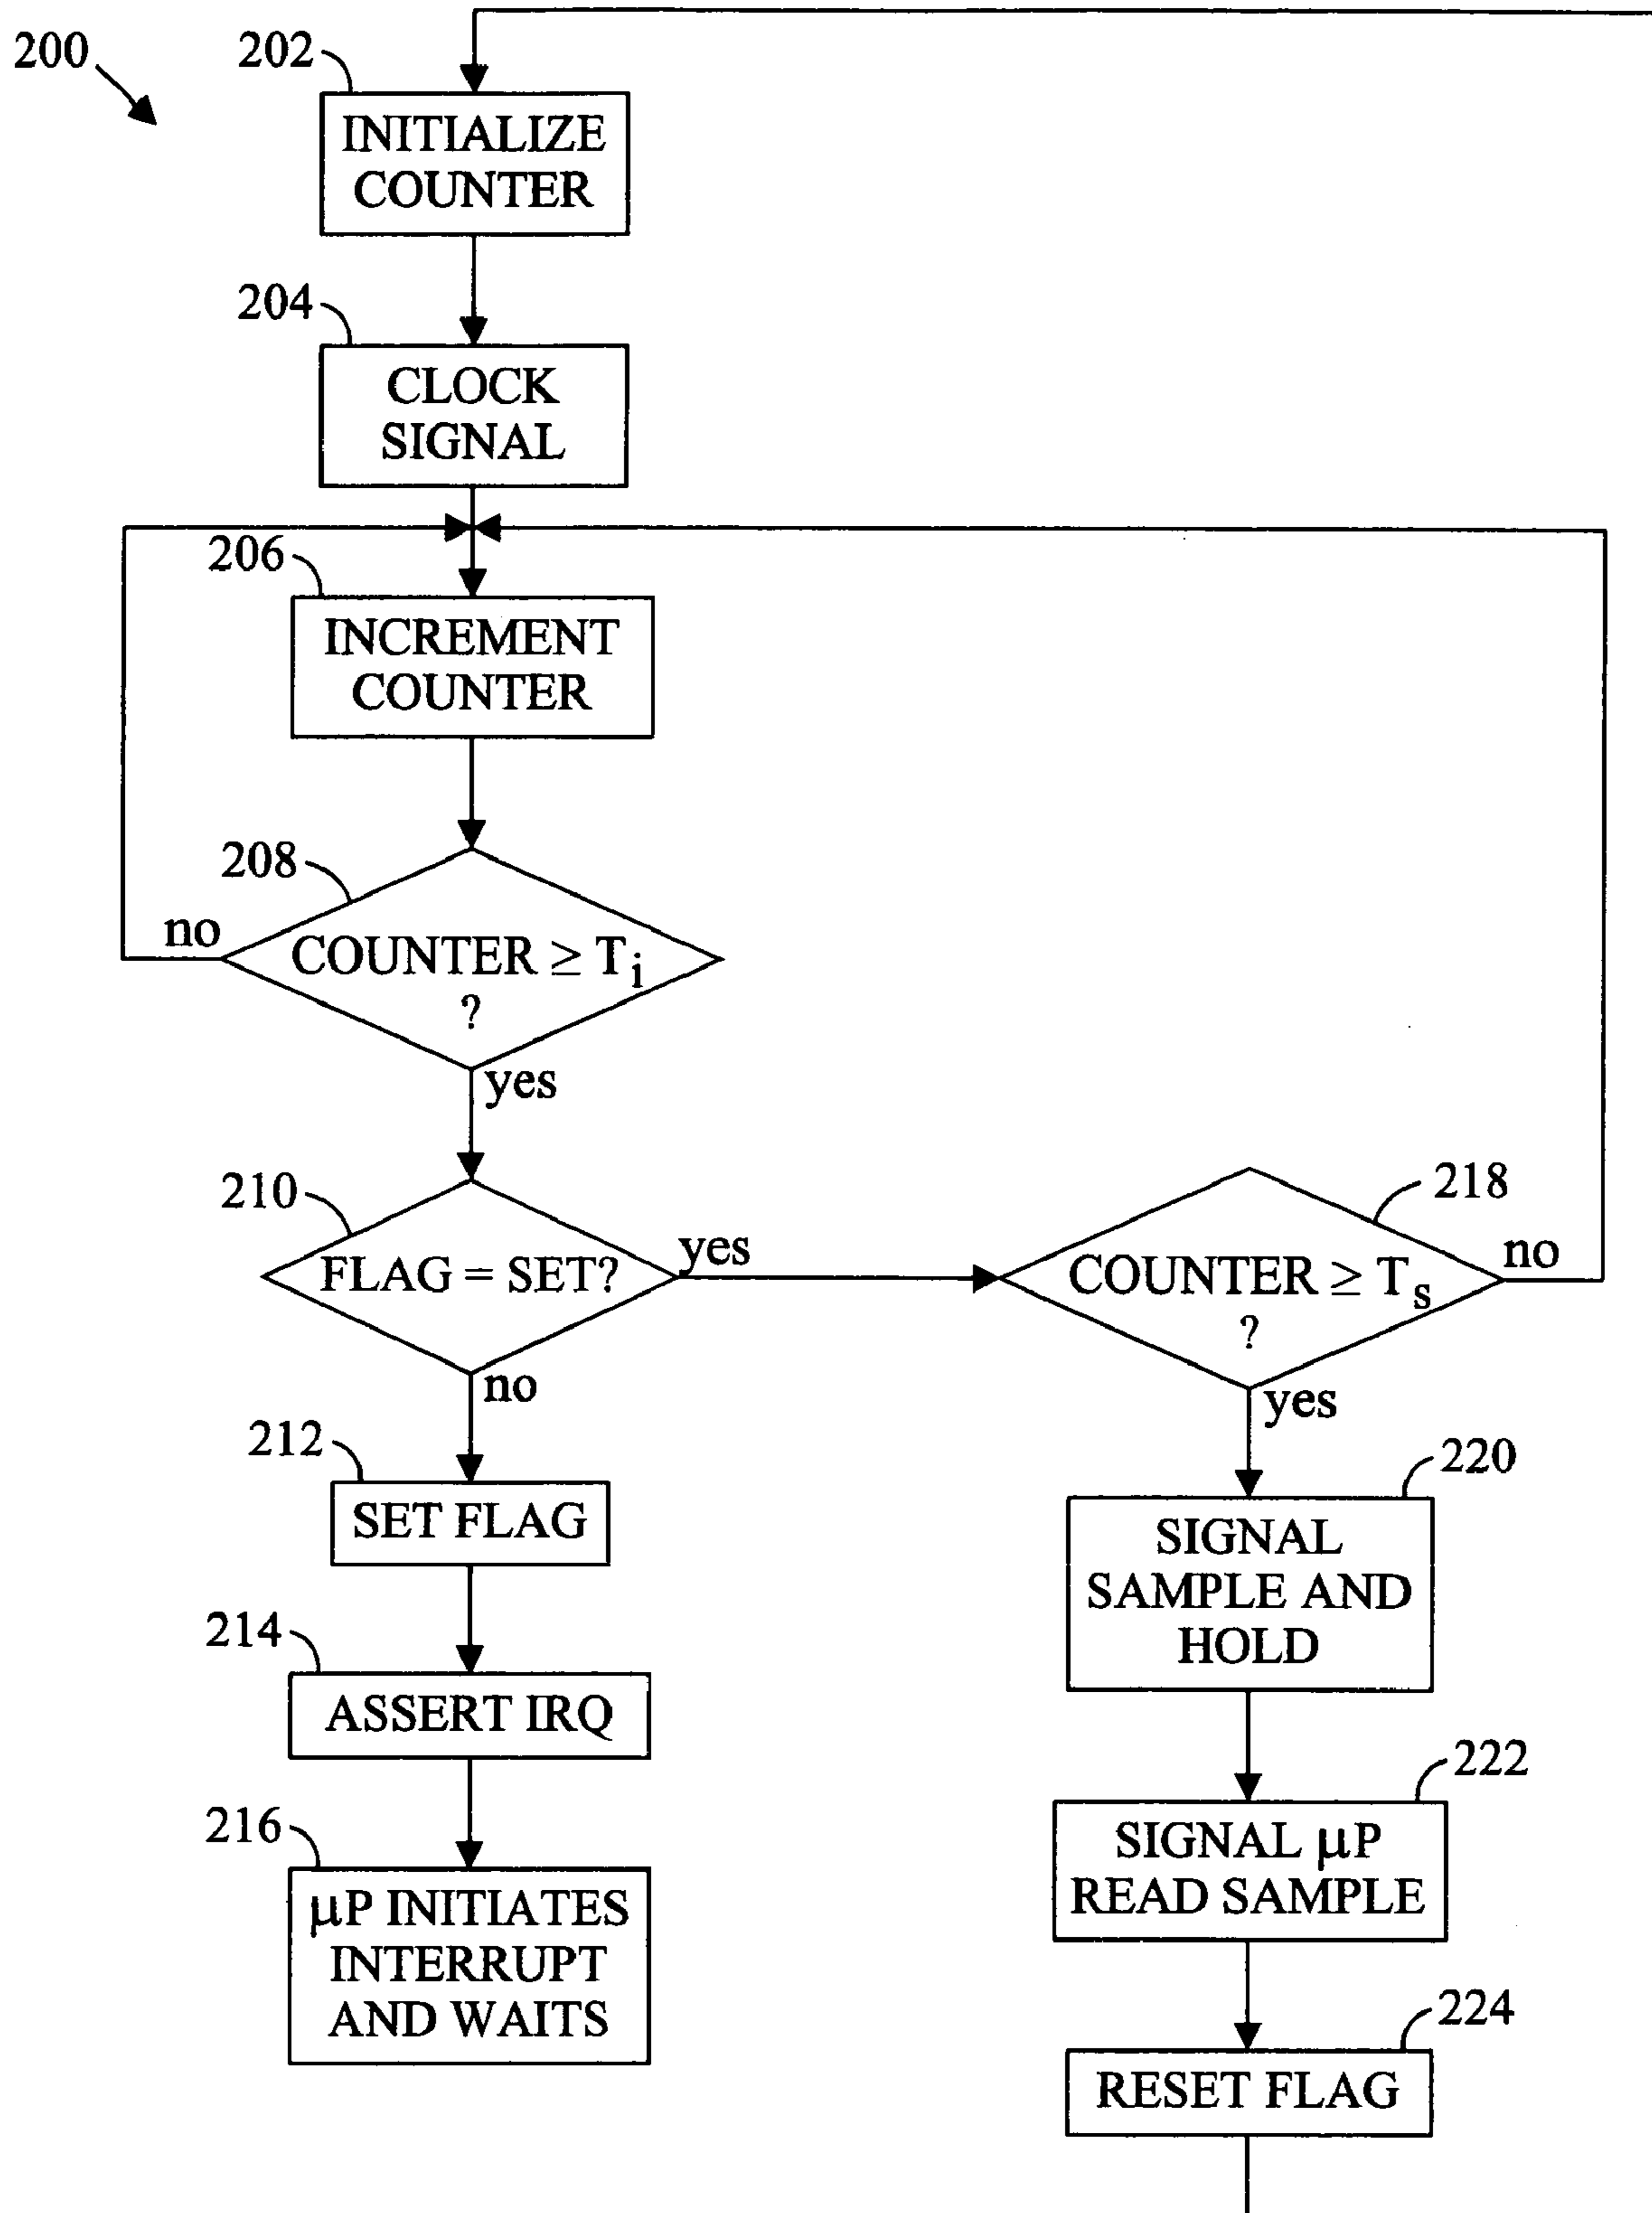 200
202
INITIALIZE
COUNTER
204
CLOCK
SIGNAL
206
INCREMENT
COUNTER
208
no
COUNTER ≥ Ti
?
yes
210
FLAG = SET?
yes
no
218
COUNTER ≥ Ts
?
no
yes
212
SET FLAG
214
ASSERT IRQ
216
μP INITIATES
INTERRUPT
AND WAITS
220
SIGNAL
SAMPLE AND
HOLD
222
SIGNAL μP
READ SAMPLE
224
RESET FLAG